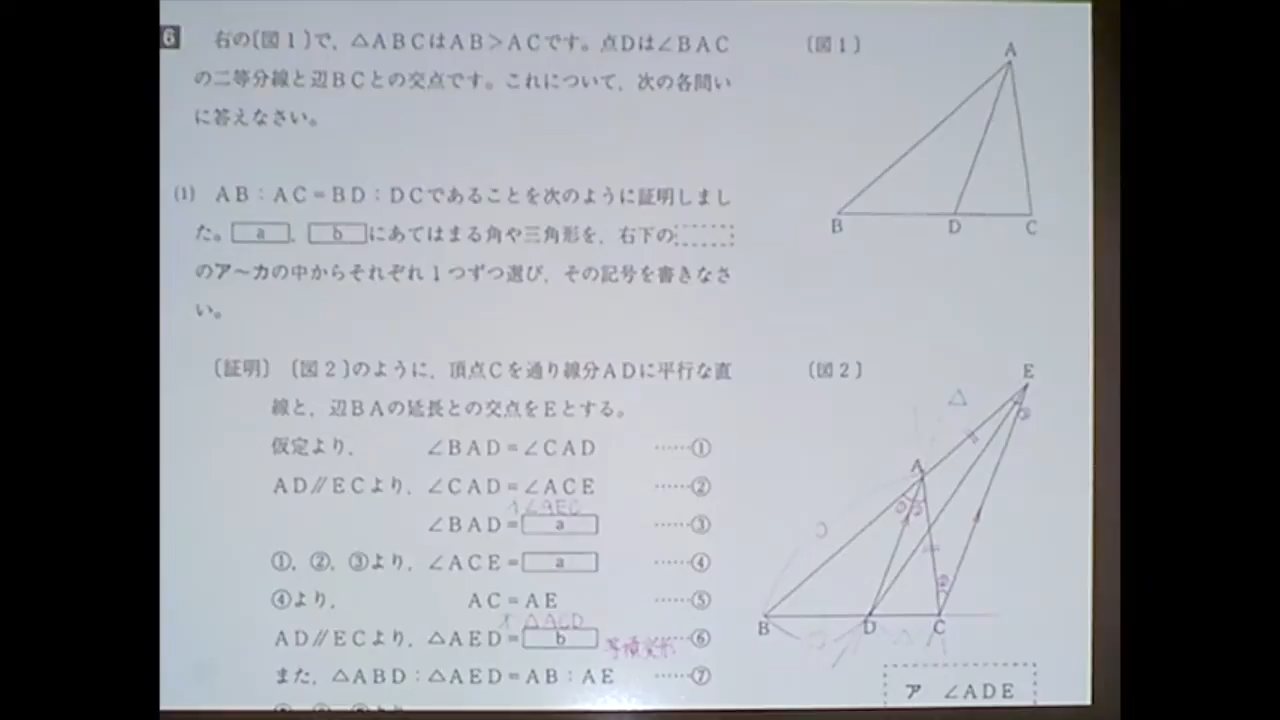 6 右の〔図1〕で，△ABCはAB＞ACです。点Dは∠BAC
の二等分線と辺BCとの交点です。これについて，次の各問い
に答えなさい。
〔図1〕
A
B
D
C
(1) AB：AC＝BD：DCであることを次のように証明しまし
た。 a ， b にあてはまる角や三角形を，右下の
のア～カの中からそれぞれ1つずつ選び，その記号を書きなさ
い。
〔証明〕〔図2〕のように，頂点Cを通り線分ADに平行な直
線と，辺BAの延長との交点をEとする。
仮定より， ∠BAD＝∠CAD ……①
AD∥ECより，∠CAD＝∠ACE ……②
∠AEC
∠BAD＝ a ……③
①，②，③より，∠ACE＝ a ……④
④より， AC＝AE ……⑤
△ACD
AD∥ECより，△AED＝ b 等積変形 ……⑥
また，△ABD：△AED＝AB：AE ……⑦
〔図2〕
E
A
B
D
C
ア ∠ADE